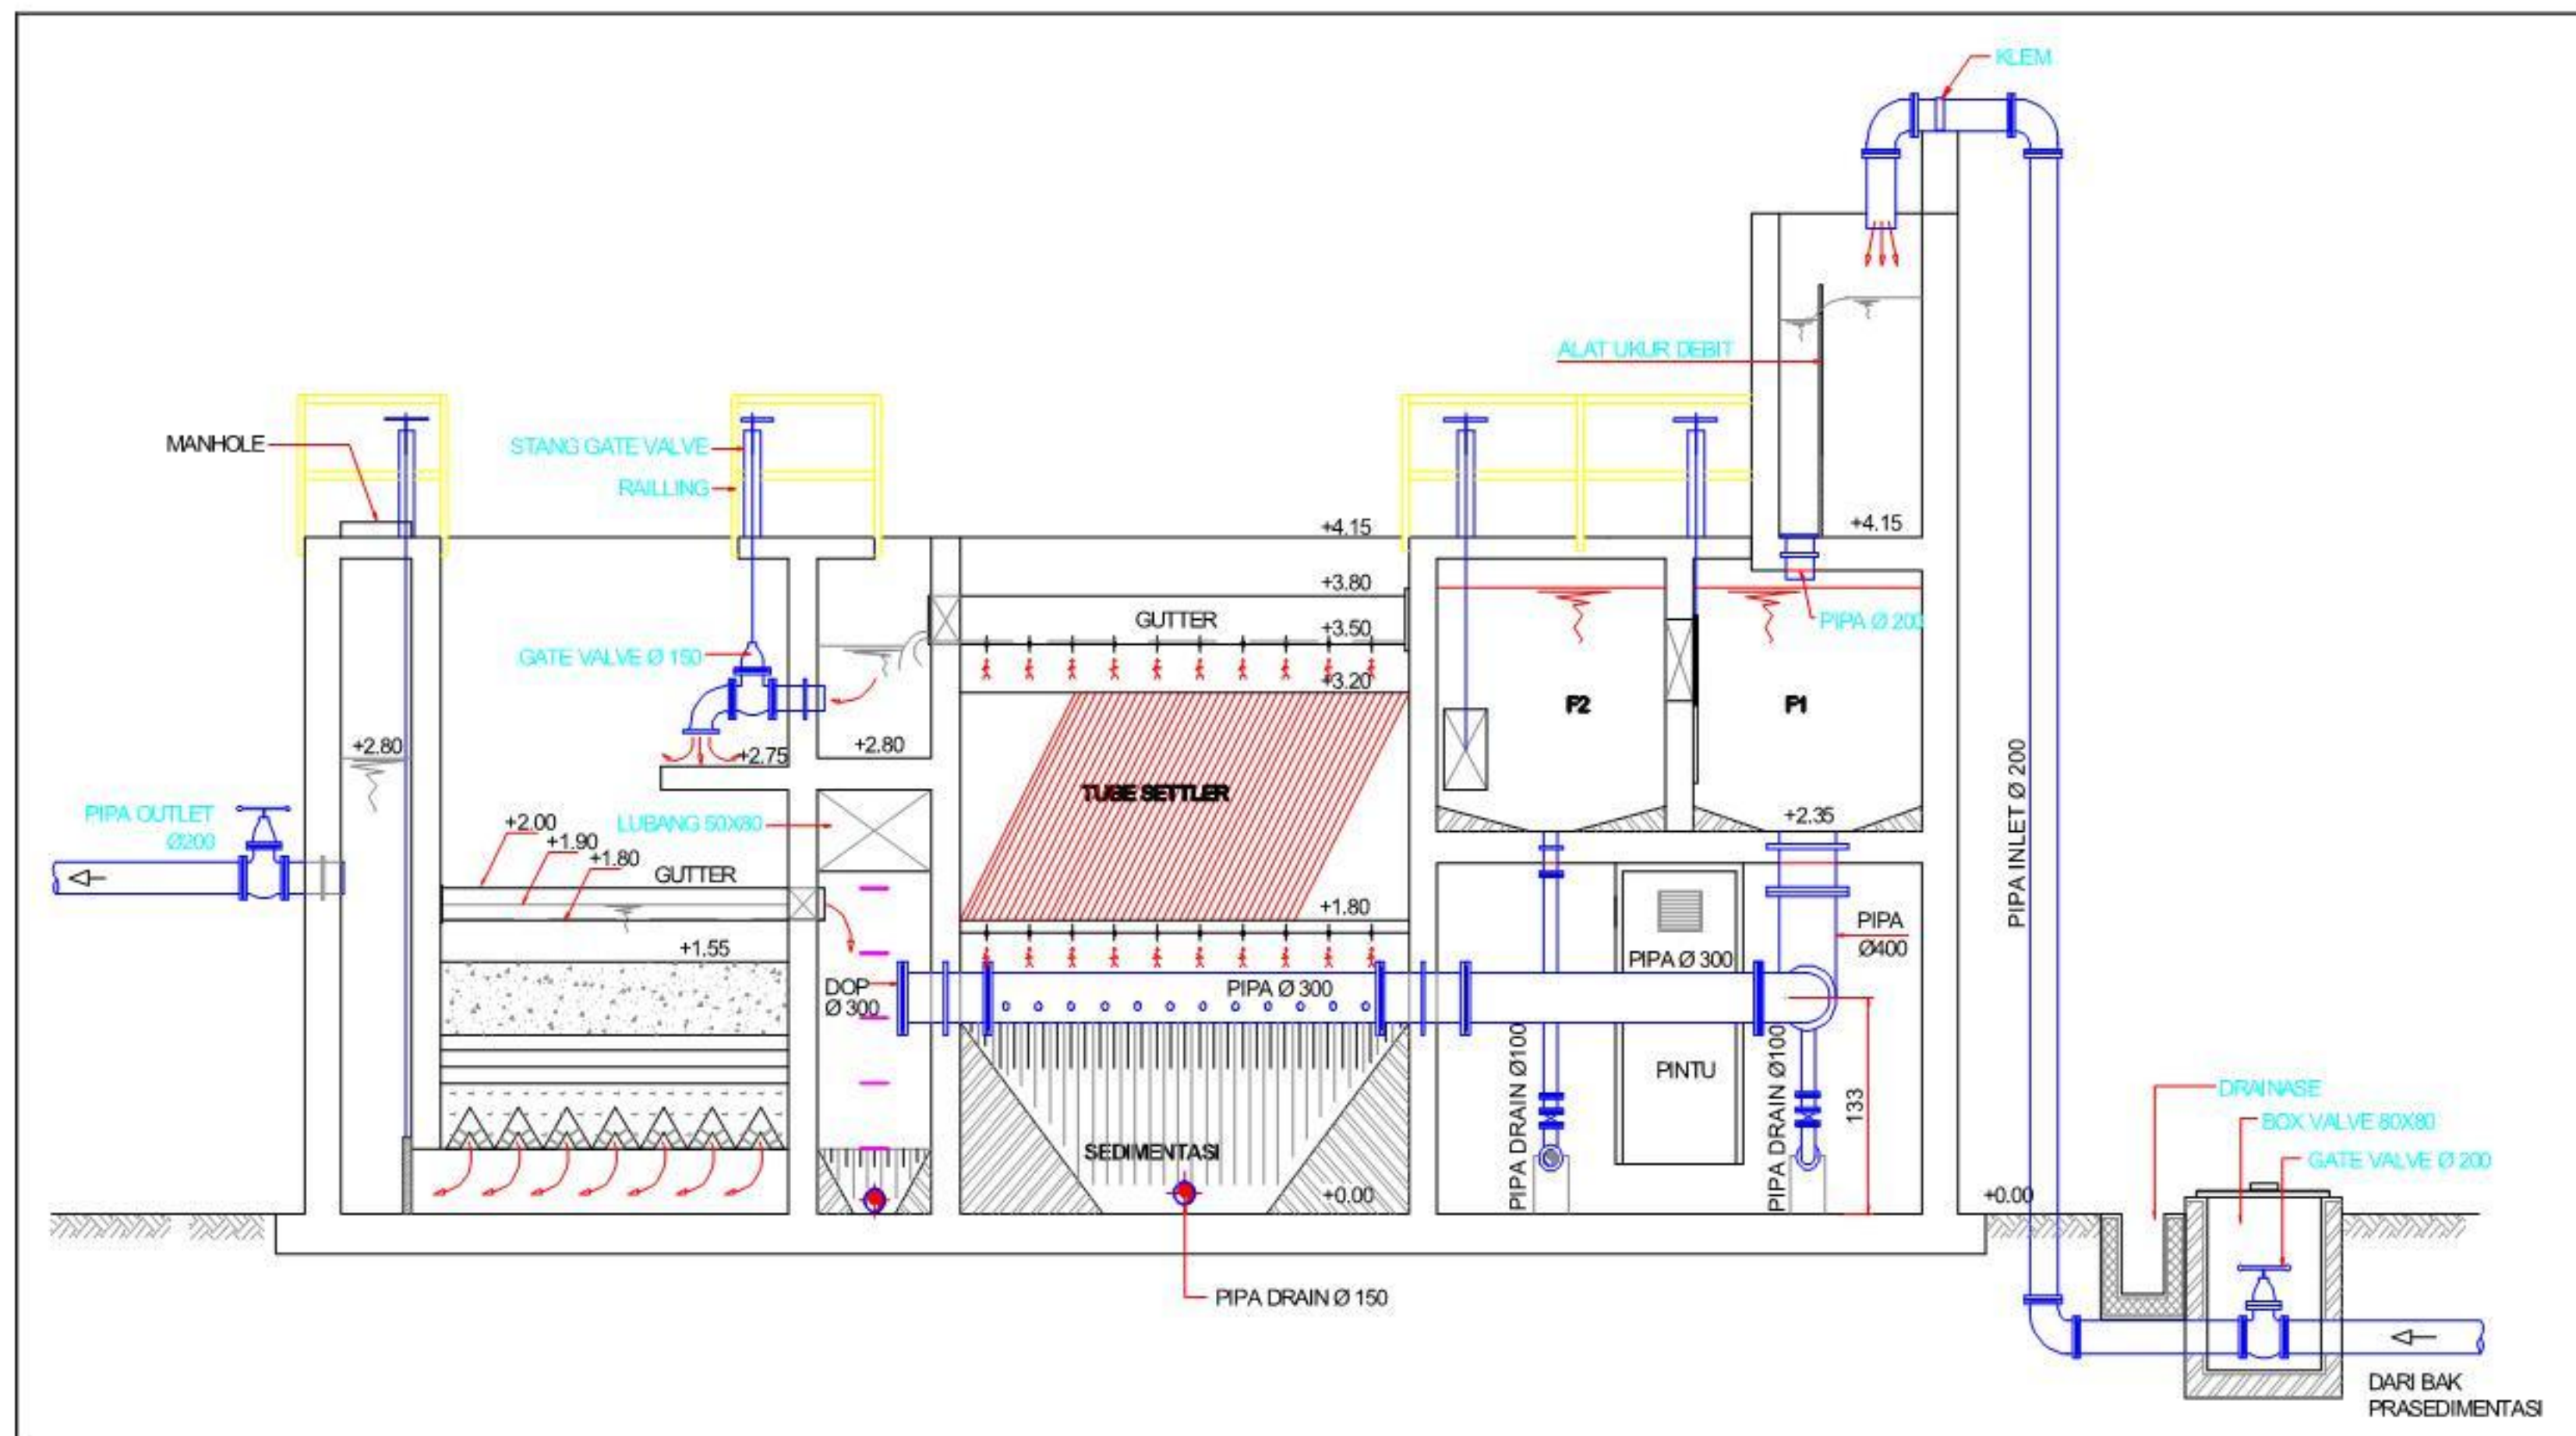 KLEM
ALAT UKUR DEBIT
MANHOLE
STANG GATE VALVE
RAILLING
+4.15
+4.15
+3.80
GUTTER
+3.50
PIPA Ø 200
GATE VALVE Ø 150
+3.20
F2
F1
+2.80
+2.75
+2.80
TUBE SETTLER
PIPA OUTLET
Ø200
+2.00
+1.90
+1.80
LUBANG 50X80
+2.35
GUTTER
PIPA INLET Ø 200
+1.80
+1.55
PIPA
Ø400
PIPA Ø 300
DOP
Ø 300
PIPA Ø 300
PIPA DRAIN Ø100
PINTU
PIPA DRAIN Ø100
133
SEDIMENTASI
+0.00
+0.00
DRAINASE
BOX VALVE 80X80
GATE VALVE Ø 200
PIPA DRAIN Ø 150
DARI BAK
PRASEDIMENTASI